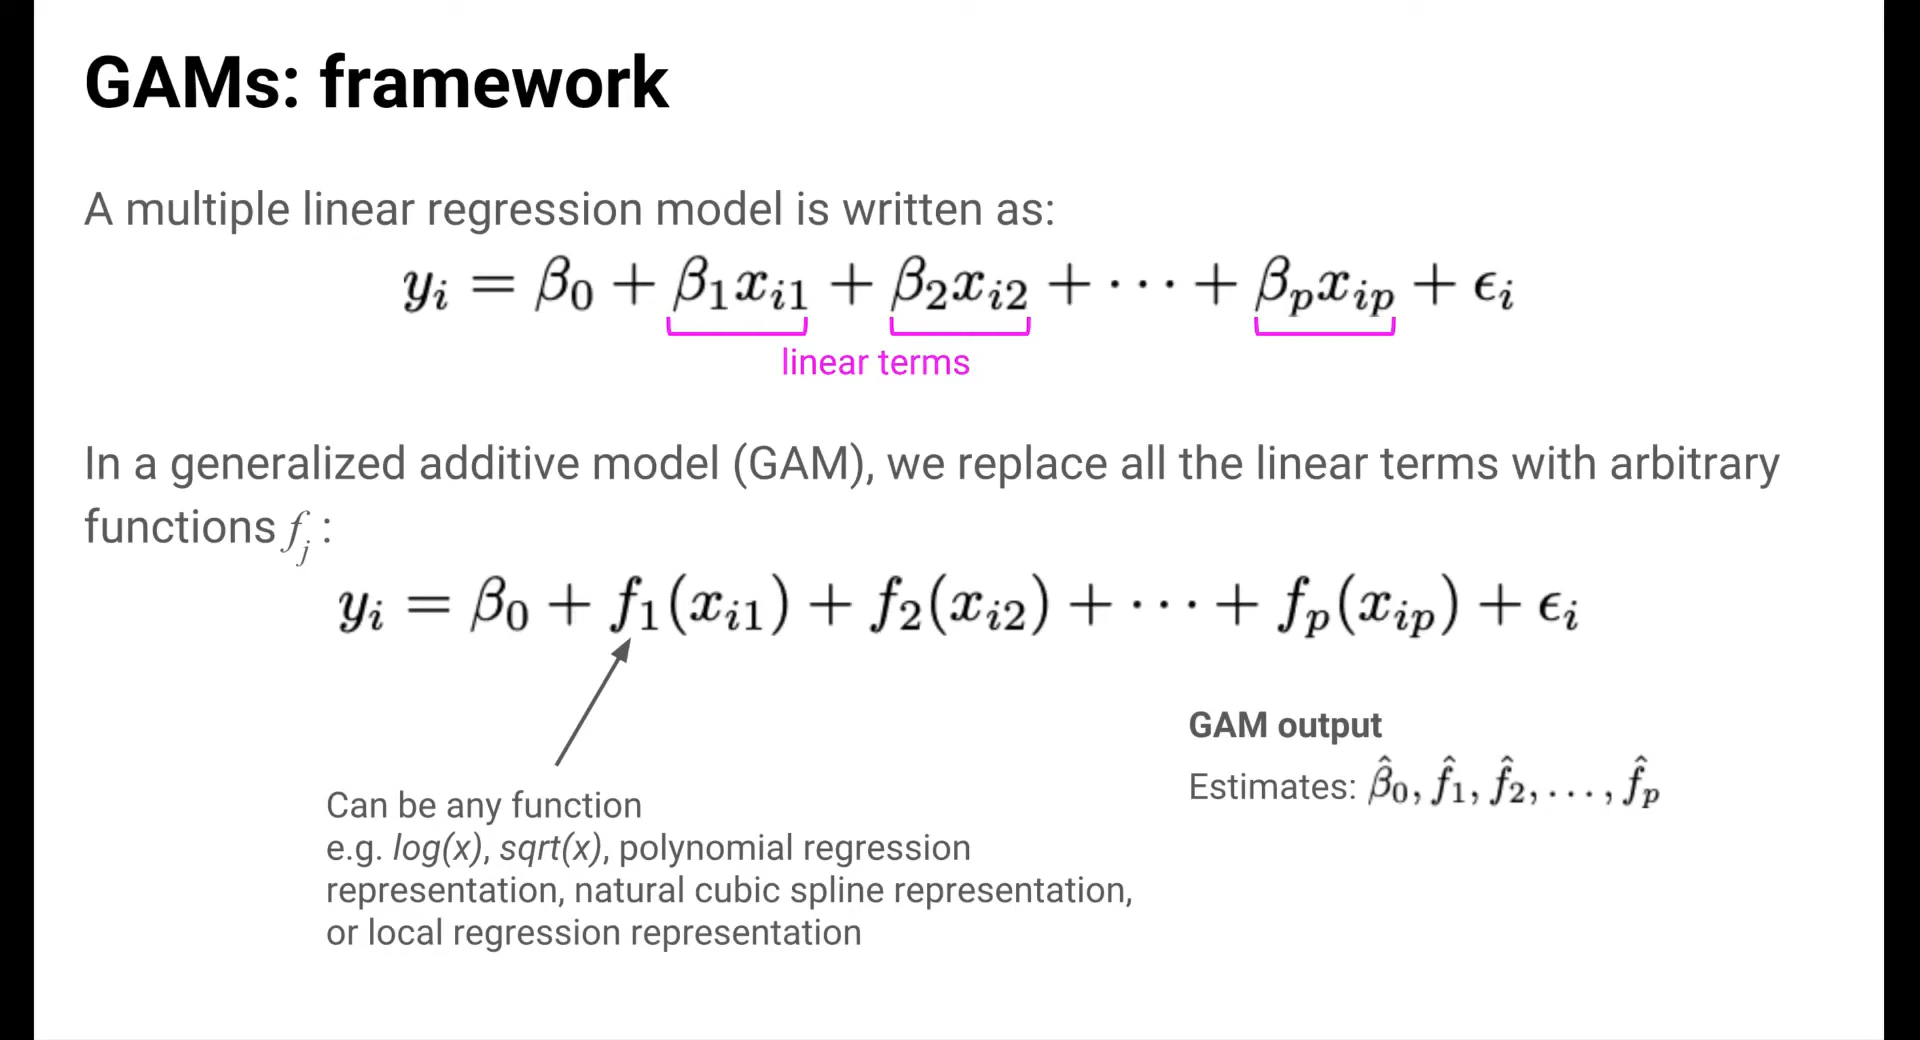 GAMs: framework
A multiple linear regression model is written as:
yᵢ = β₀ + β₁xᵢ₁ + β₂xᵢ₂ + ··· + βₚxᵢₚ + ϵᵢ
linear terms
In a generalized additive model (GAM), we replace all the linear terms with arbitrary
functions fⱼ :
yᵢ = β₀ + f₁(xᵢ₁) + f₂(xᵢ₂) + ··· + fₚ(xᵢₚ) + ϵᵢ
GAM output
Estimates: β̂₀, f̂₁, f̂₂, . . . , f̂ₚ
Can be any function
e.g. log(x), sqrt(x), polynomial regression
representation, natural cubic spline representation,
or local regression representation